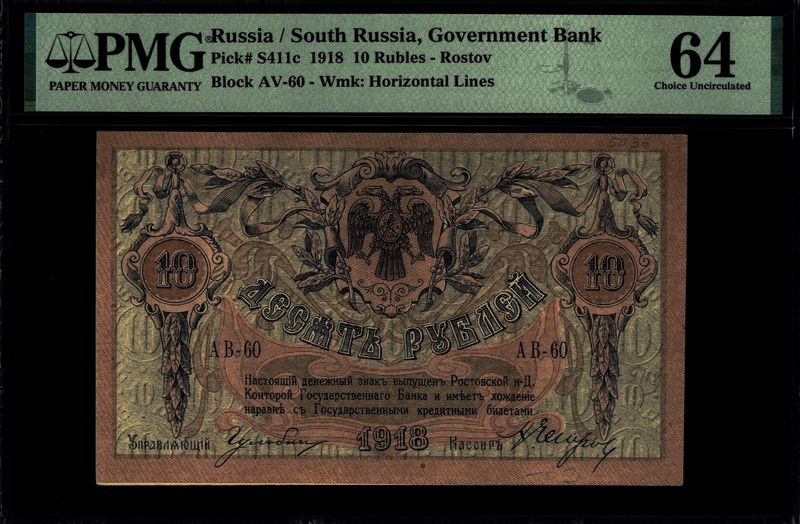 PMG
PAPER MONEY GUARANTY
Russia / South Russia, Government Bank
Pick# S411c 1918 10 Rubles - Rostov
Block AV-60 - Wmk: Horizontal Lines
64
Choice Uncirculated
10
10
ДЕСЯТЬ РУБЛЕЙ
АВ-60
АВ-60
Настоящій денежный знакъ выпущенъ Ростовской н-Д.
Конторой Государственнаго Банка и имѣетъ хожденіе
наравнѣ съ Государственными кредитными билетами
Управляющий
1918
Кассиръ